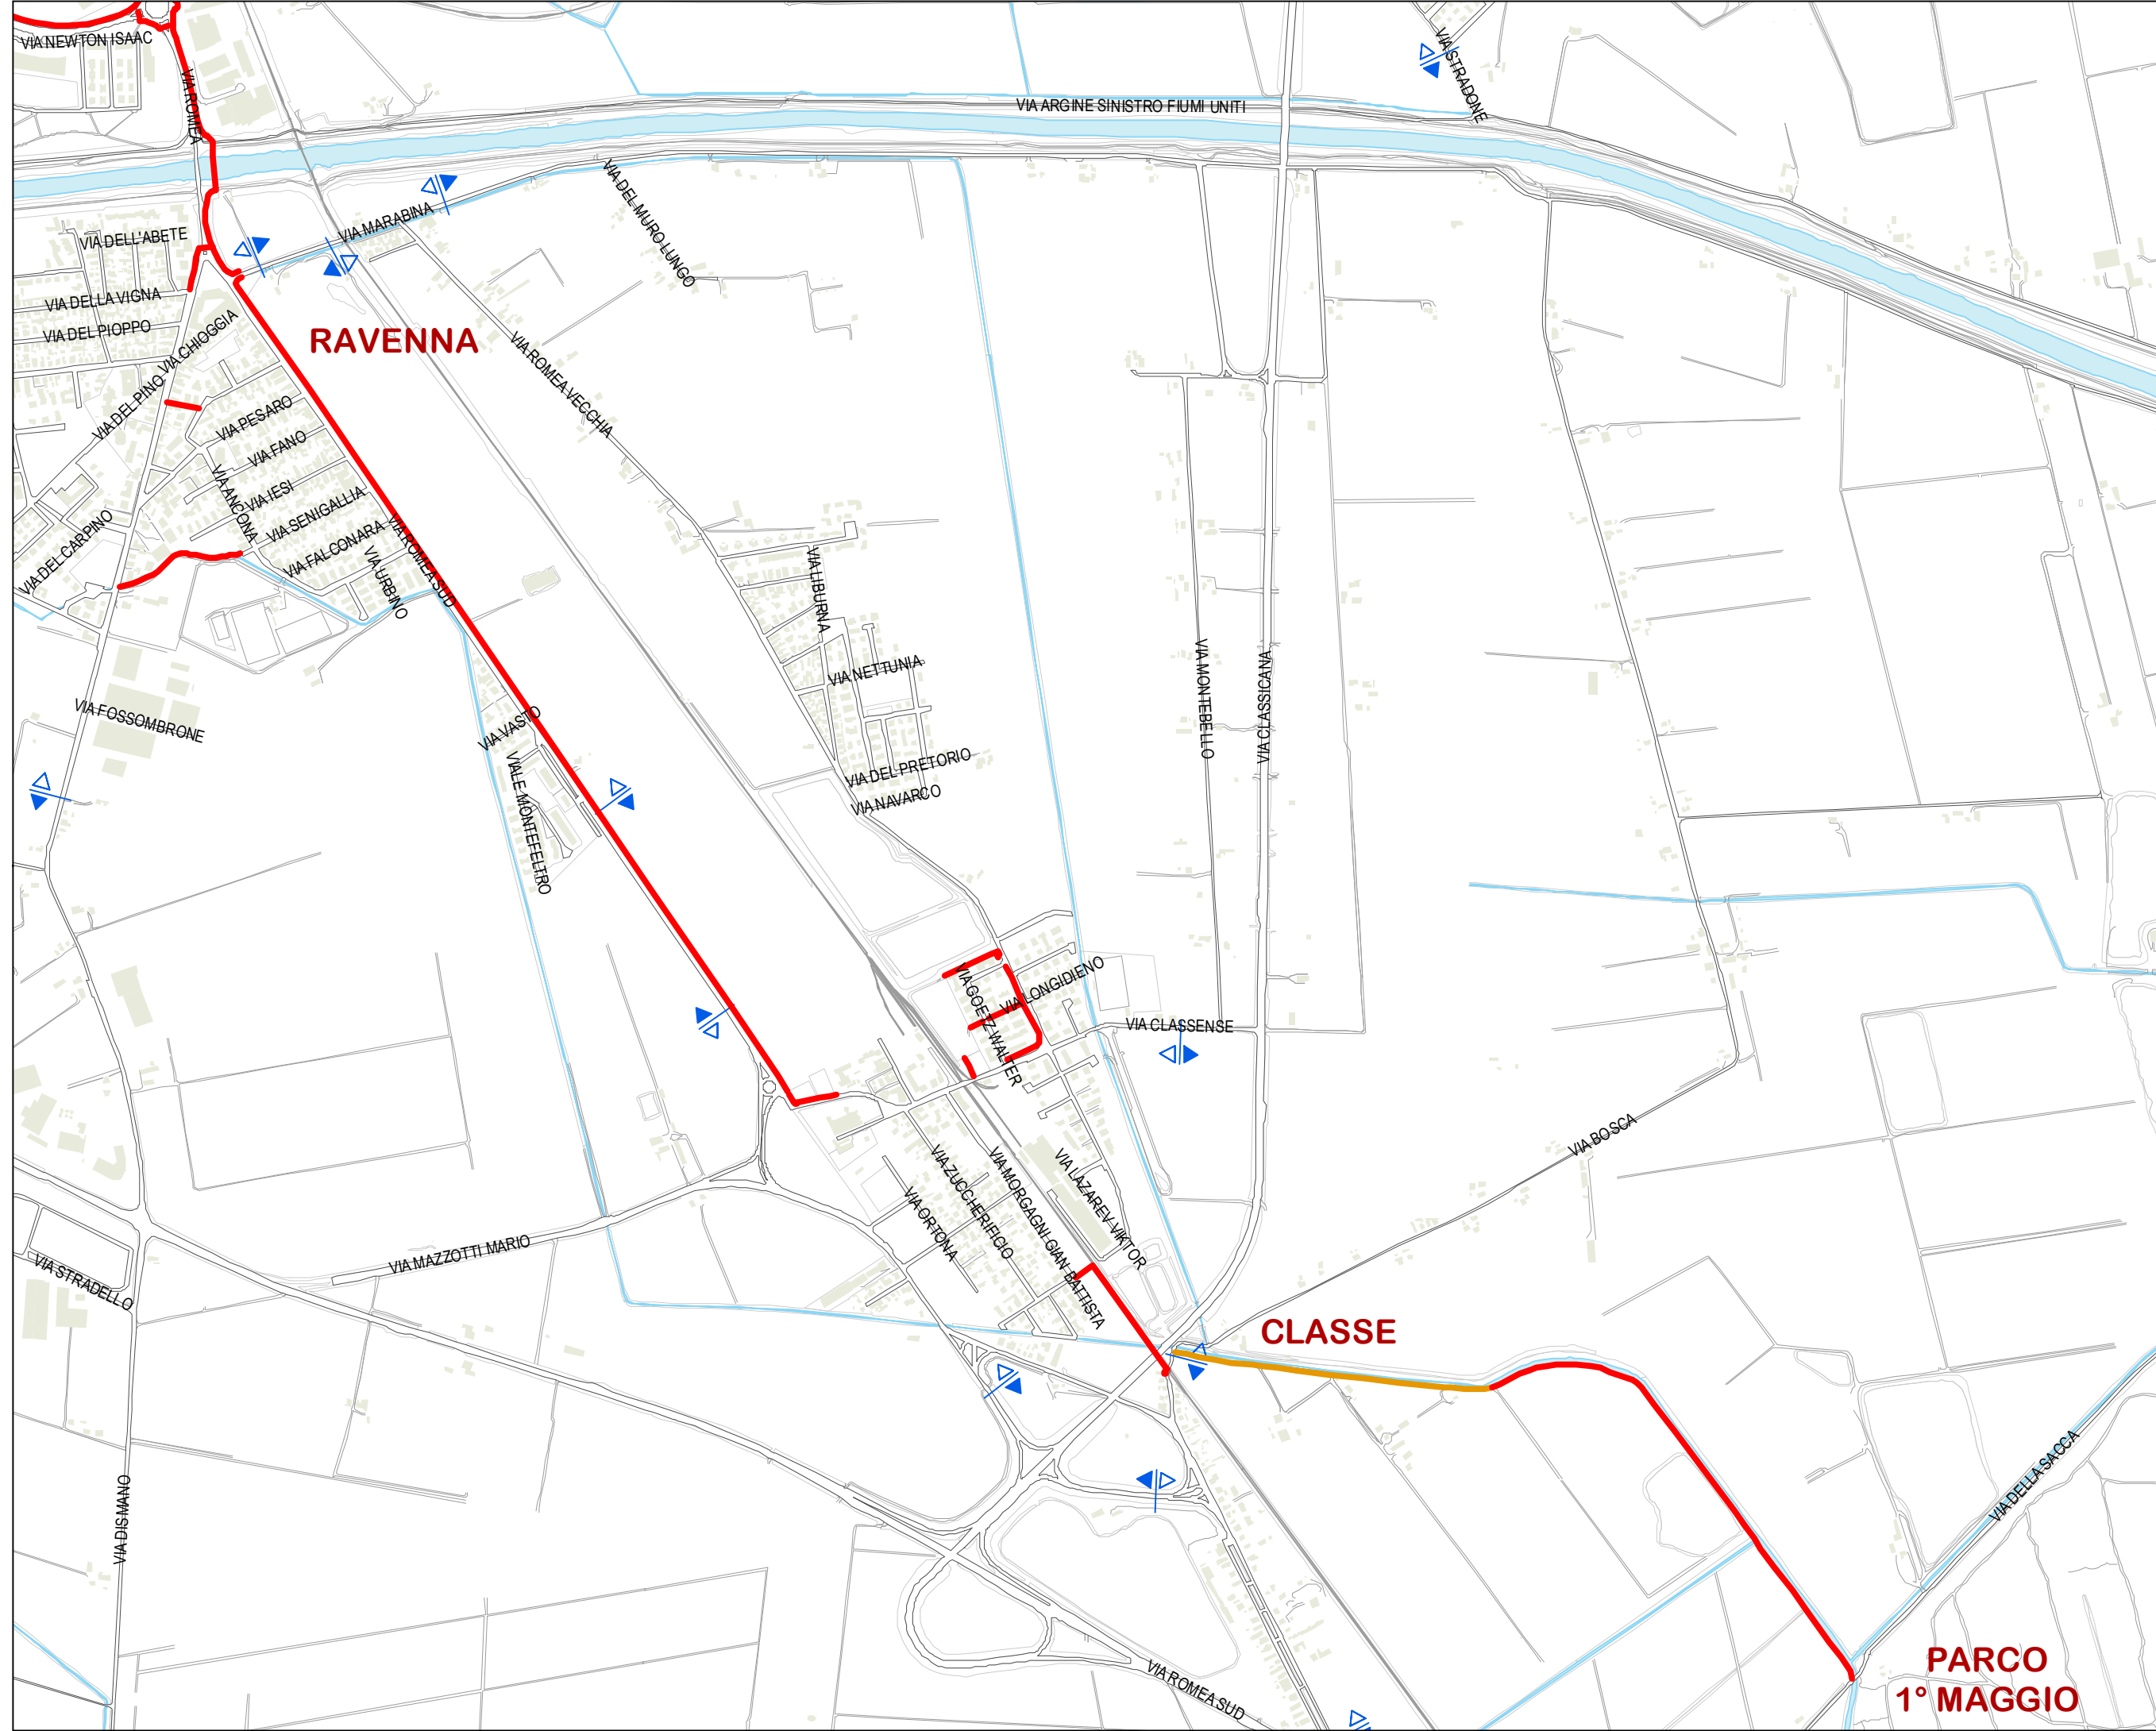 VIA NEWTON ISAAC
VIA ROMEA
VIA STRADONE
VIA ARGINE SINISTRO FIUMI UNITI
VIA DEL MURO LUNGO
VIA MARABINA
VIA DELL'ABETE
VIA DELLA VIGNA
VIA DEL PIOPPO
VIA CHIOGGIA
RAVENNA
VIA ROMEA VECCHIA
VIA DEL PINO
VIA PESARO
VIA FANO
VIA ANCONA
VIA IESI
VIA SENIGALLIA
VIA FALCONARA
VIA URBINO
VIA ROMEA SUD
VIA DEL CARPINO
VIA LIBURNA
VIA NETTUNIA
VIA MONTEBELLO
VIA CLASSICANA
VIA FOSSOMBRONE
VIA VASTO
VIALE MONTEFELTRO
VIA DEL PRETORIO
VIA NAVARCO
VIA GOETZ WALTER
VIA LONGIDIENO
VIA CLASSENSE
VIA BOSCA
VIA ZUCCHERIFICIO
VIA MORGAGNI GIAN BATTISTA
VIA LAZAREV VIKTOR
VIA ORTONA
VIA MAZZOTTI MARIO
VIA STRADELLO
CLASSE
VIA DISMANO
VIA DELLA SACCA
VIA ROMEA SUD
PARCO
1° MAGGIO